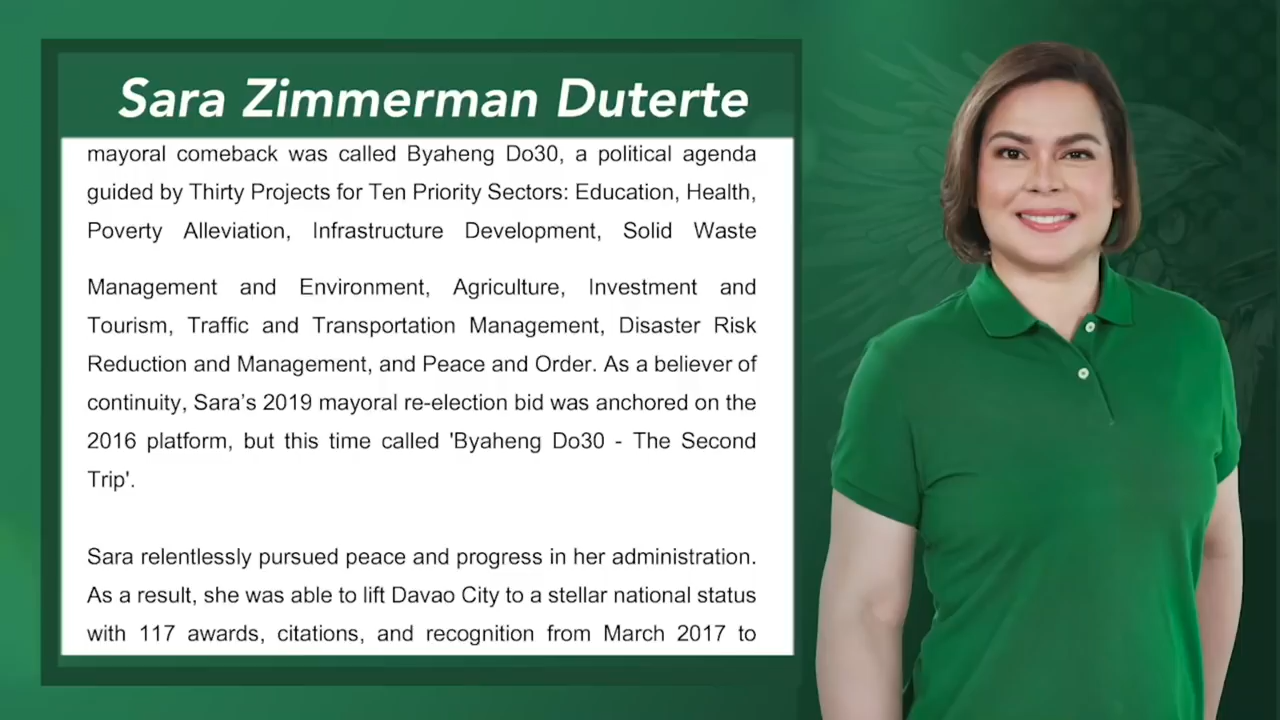 Sara Zimmerman Duterte
mayoral comeback was called Byaheng Do30, a political agenda
guided by Thirty Projects for Ten Priority Sectors: Education, Health,
Poverty Alleviation, Infrastructure Development, Solid Waste
Management and Environment, Agriculture, Investment and
Tourism, Traffic and Transportation Management, Disaster Risk
Reduction and Management, and Peace and Order. As a believer of
continuity, Sara’s 2019 mayoral re-election bid was anchored on the
2016 platform, but this time called 'Byaheng Do30 - The Second
Trip'.
Sara relentlessly pursued peace and progress in her administration.
As a result, she was able to lift Davao City to a stellar national status
with 117 awards, citations, and recognition from March 2017 to